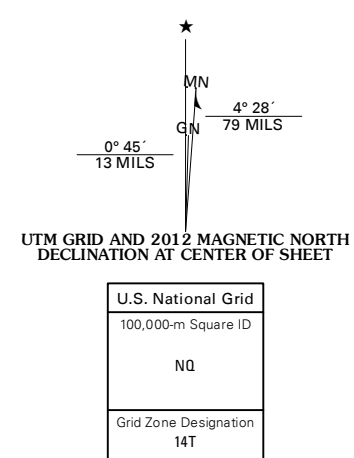 ★
MN
4° 28´
79 MILS
GN
0° 45´
13 MILS
UTM GRID AND 2012 MAGNETIC NORTH
DECLINATION AT CENTER OF SHEET
U.S. National Grid
100,000-m Square ID
NQ
Grid Zone Designation
14T